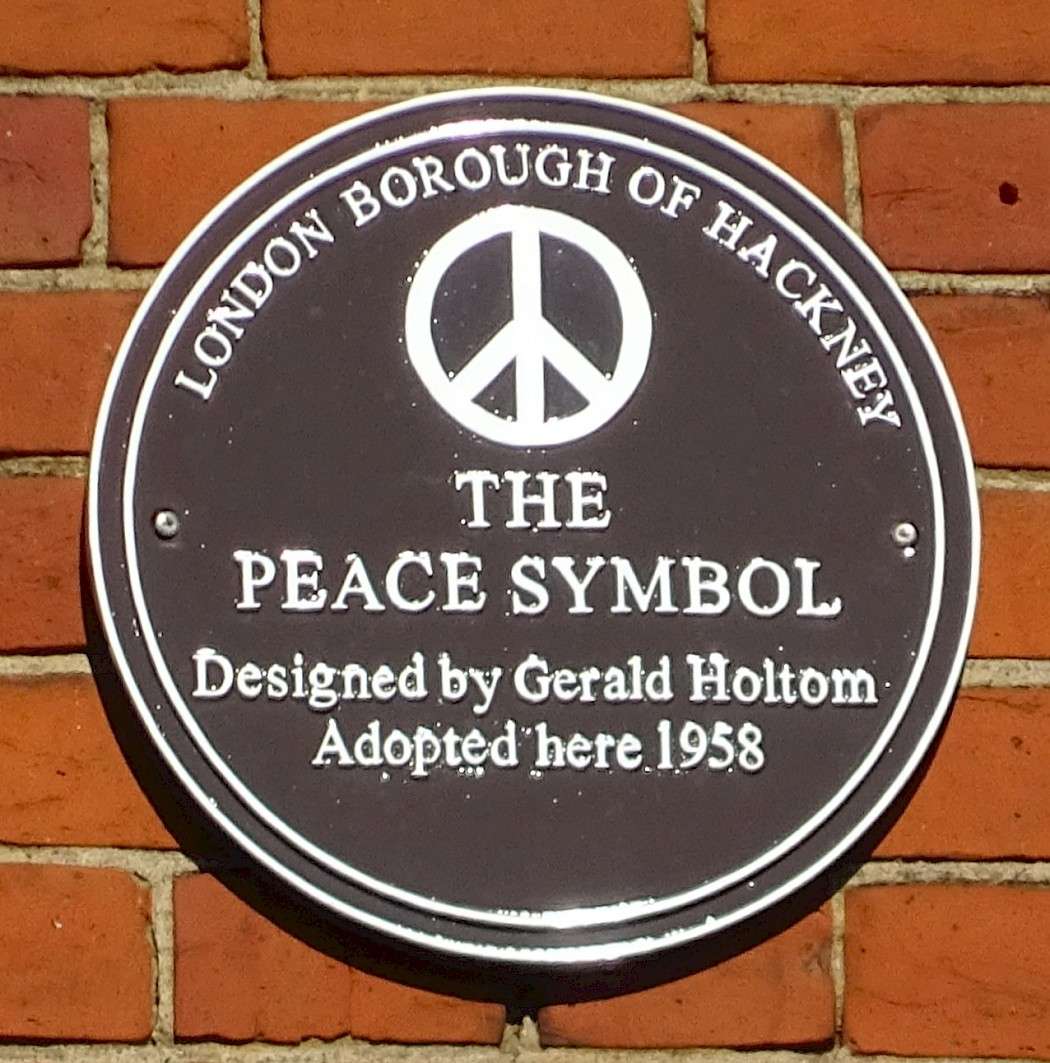 LONDON BOROUGH OF HACKNEY
THE
PEACE SYMBOL
Designed by Gerald Holtom
Adopted here 1958